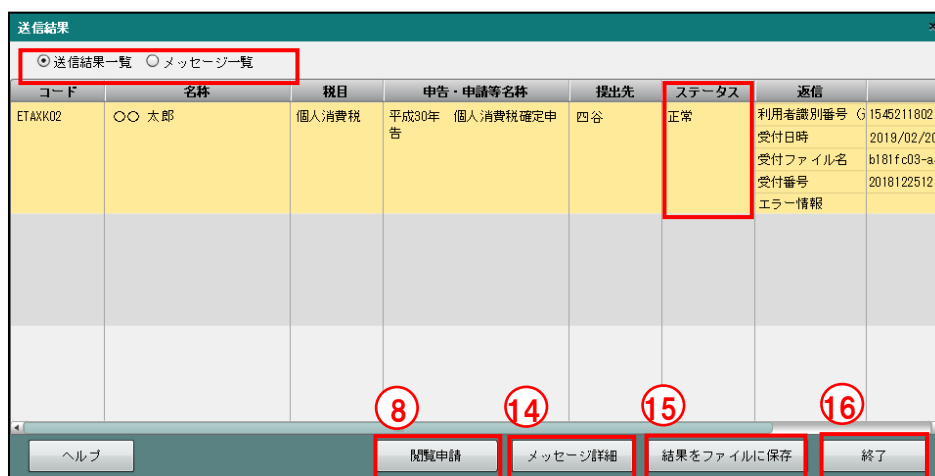 送信結果
送信結果一覧 メッセージ一覧
コード 名称 税目 申告・申請等名称 提出先 ステータス 返信
ETAXK02 〇〇 太郎 個人消費税 平成30年 個人消費税確定申告 四谷 正常 利用者識別番号 1545211802
受付日時 2019/02/20
受付ファイル名 b181fc03-a
受付番号 2018122512
エラー情報
⑧ ⑭ ⑮ ⑯
ヘルプ 閲覧申請 メッセージ詳細 結果をファイルに保存 終了